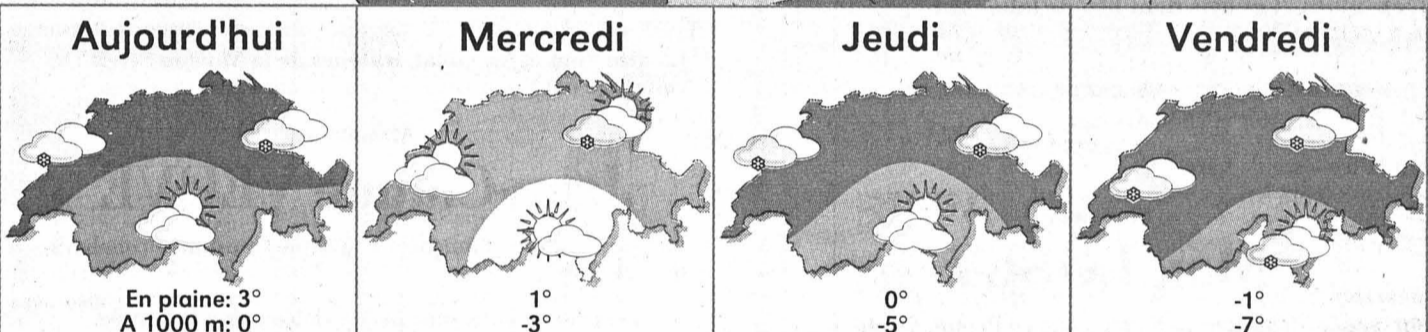 Aujourd'hui
En plaine: 3°
A 1000 m: 0°
Mercredi
1°
-3°
Jeudi
0°
-5°
Vendredi
-1°
-7°